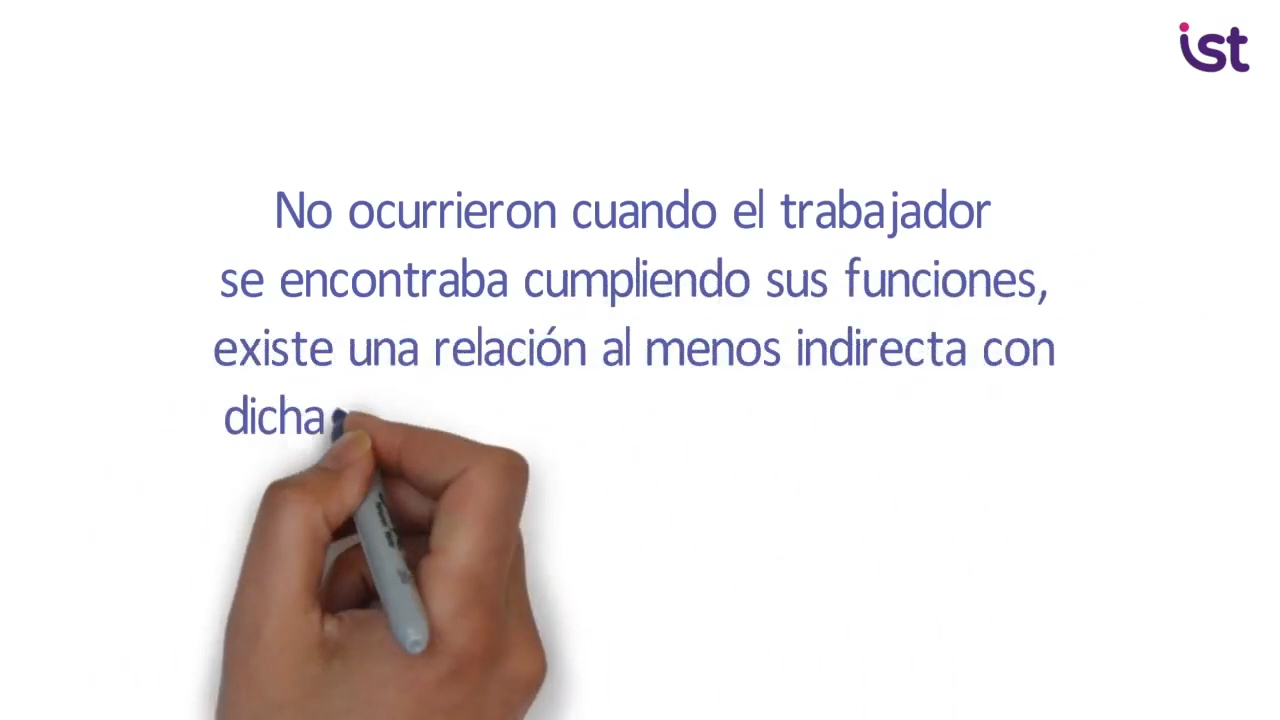 ist
No ocurrieron cuando el trabajador
se encontraba cumpliendo sus funciones,
existe una relación al menos indirecta con
dicha